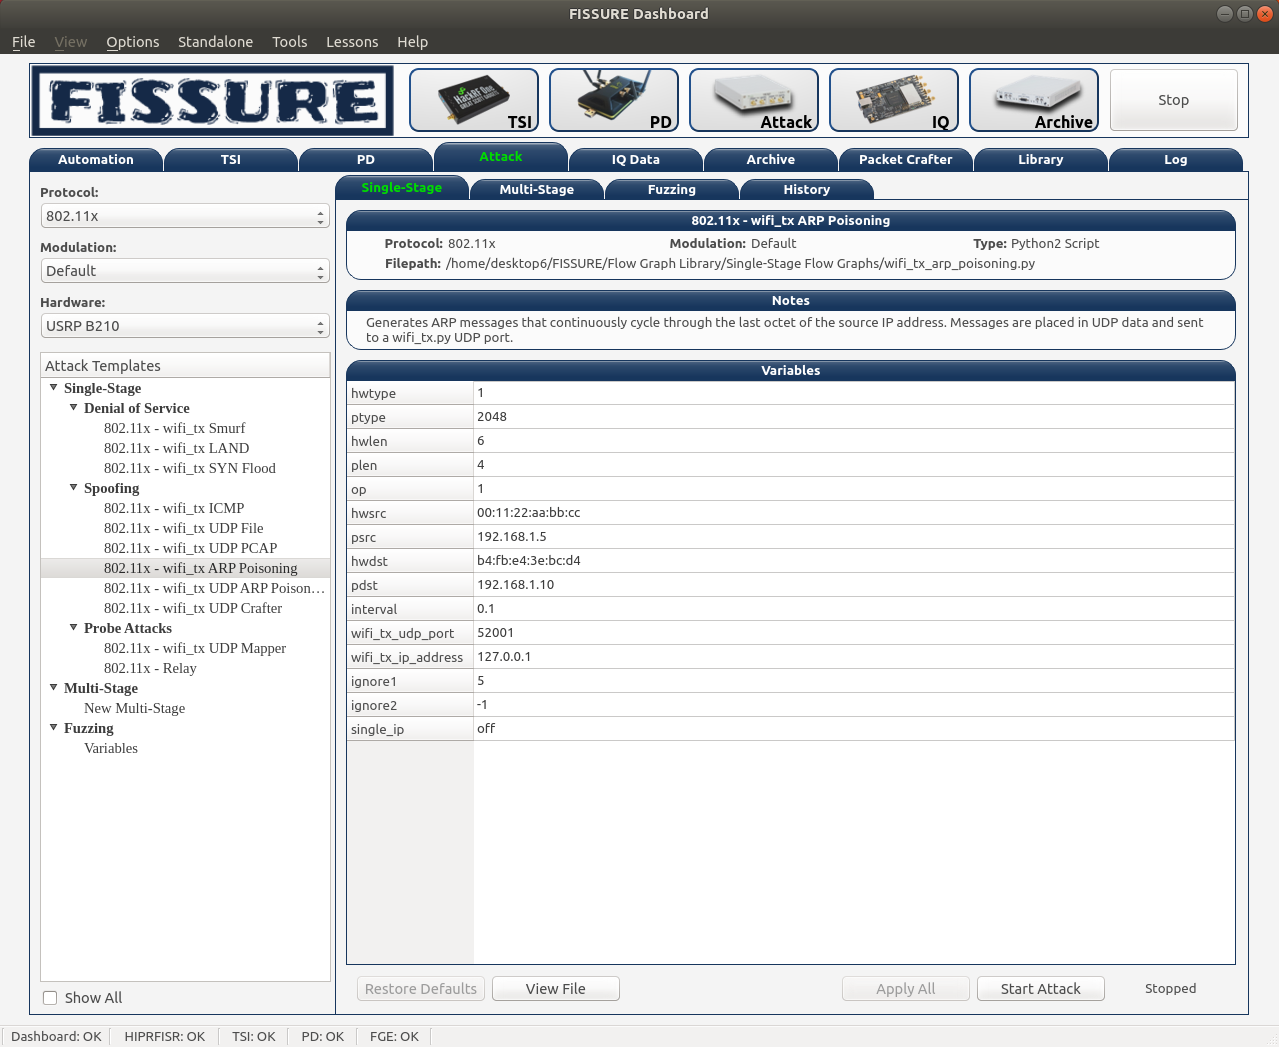 FISSURE Dashboard
File View Options Standalone Tools Lessons Help
FISSURE
HackRF One
GREAT SCOTT GADGETS
TSI
PD
Attack
IQ
Archive
Stop
Automation TSI PD Attack IQ Data Archive Packet Crafter Library Log
Protocol:
802.11x
Modulation:
Default
Hardware:
USRP B210
Attack Templates
Single-Stage
Denial of Service
802.11x - wifi_tx Smurf
802.11x - wifi_tx LAND
802.11x - wifi_tx SYN Flood
Spoofing
802.11x - wifi_tx ICMP
802.11x - wifi_tx UDP File
802.11x - wifi_tx UDP PCAP
802.11x - wifi_tx ARP Poisoning
802.11x - wifi_tx UDP ARP Poison…
802.11x - wifi_tx UDP Crafter
Probe Attacks
802.11x - wifi_tx UDP Mapper
802.11x - Relay
Multi-Stage
New Multi-Stage
Fuzzing
Variables
Show All
Single-Stage Multi-Stage Fuzzing History
802.11x - wifi_tx ARP Poisoning
Protocol: 802.11x Modulation: Default Type: Python2 Script
Filepath: /home/desktop6/FISSURE/Flow Graph Library/Single-Stage Flow Graphs/wifi_tx_arp_poisoning.py
Notes
Generates ARP messages that continuously cycle through the last octet of the source IP address. Messages are placed in UDP data and sent
to a wifi_tx.py UDP port.
Variables
hwtype 1
ptype 2048
hwlen 6
plen 4
op 1
hwsrc 00:11:22:aa:bb:cc
psrc 192.168.1.5
hwdst b4:fb:e4:3e:bc:d4
pdst 192.168.1.10
interval 0.1
wifi_tx_udp_port 52001
wifi_tx_ip_address 127.0.0.1
ignore1 5
ignore2 -1
single_ip off
Restore Defaults View File Apply All Start Attack Stopped
Dashboard: OK HIPRFISR: OK TSI: OK PD: OK FGE: OK